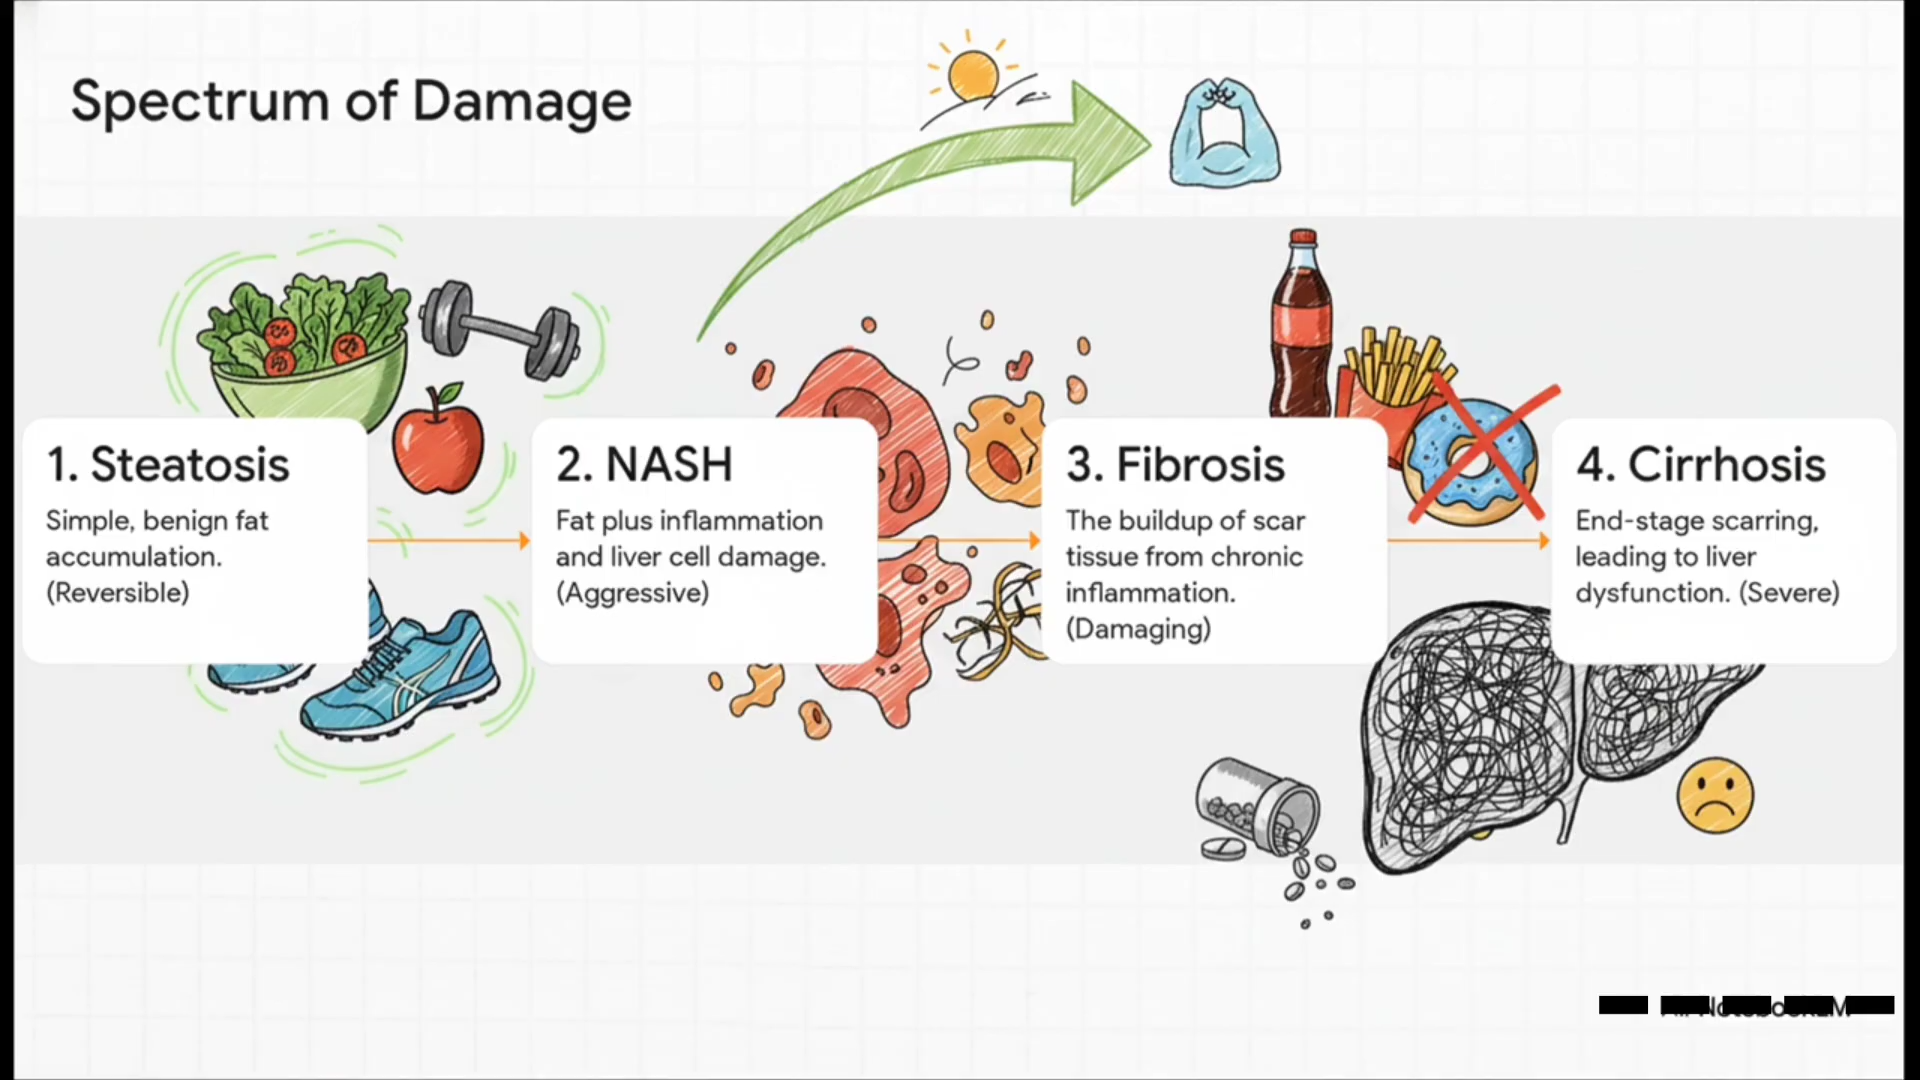 Spectrum of Damage
1. Steatosis
Simple, benign fat
accumulation.
(Reversible)
2. NASH
Fat plus inflammation
and liver cell damage.
(Aggressive)
3. Fibrosis
The buildup of scar
tissue from chronic
inflammation.
(Damaging)
4. Cirrhosis
End-stage scarring,
leading to liver
dysfunction. (Severe)